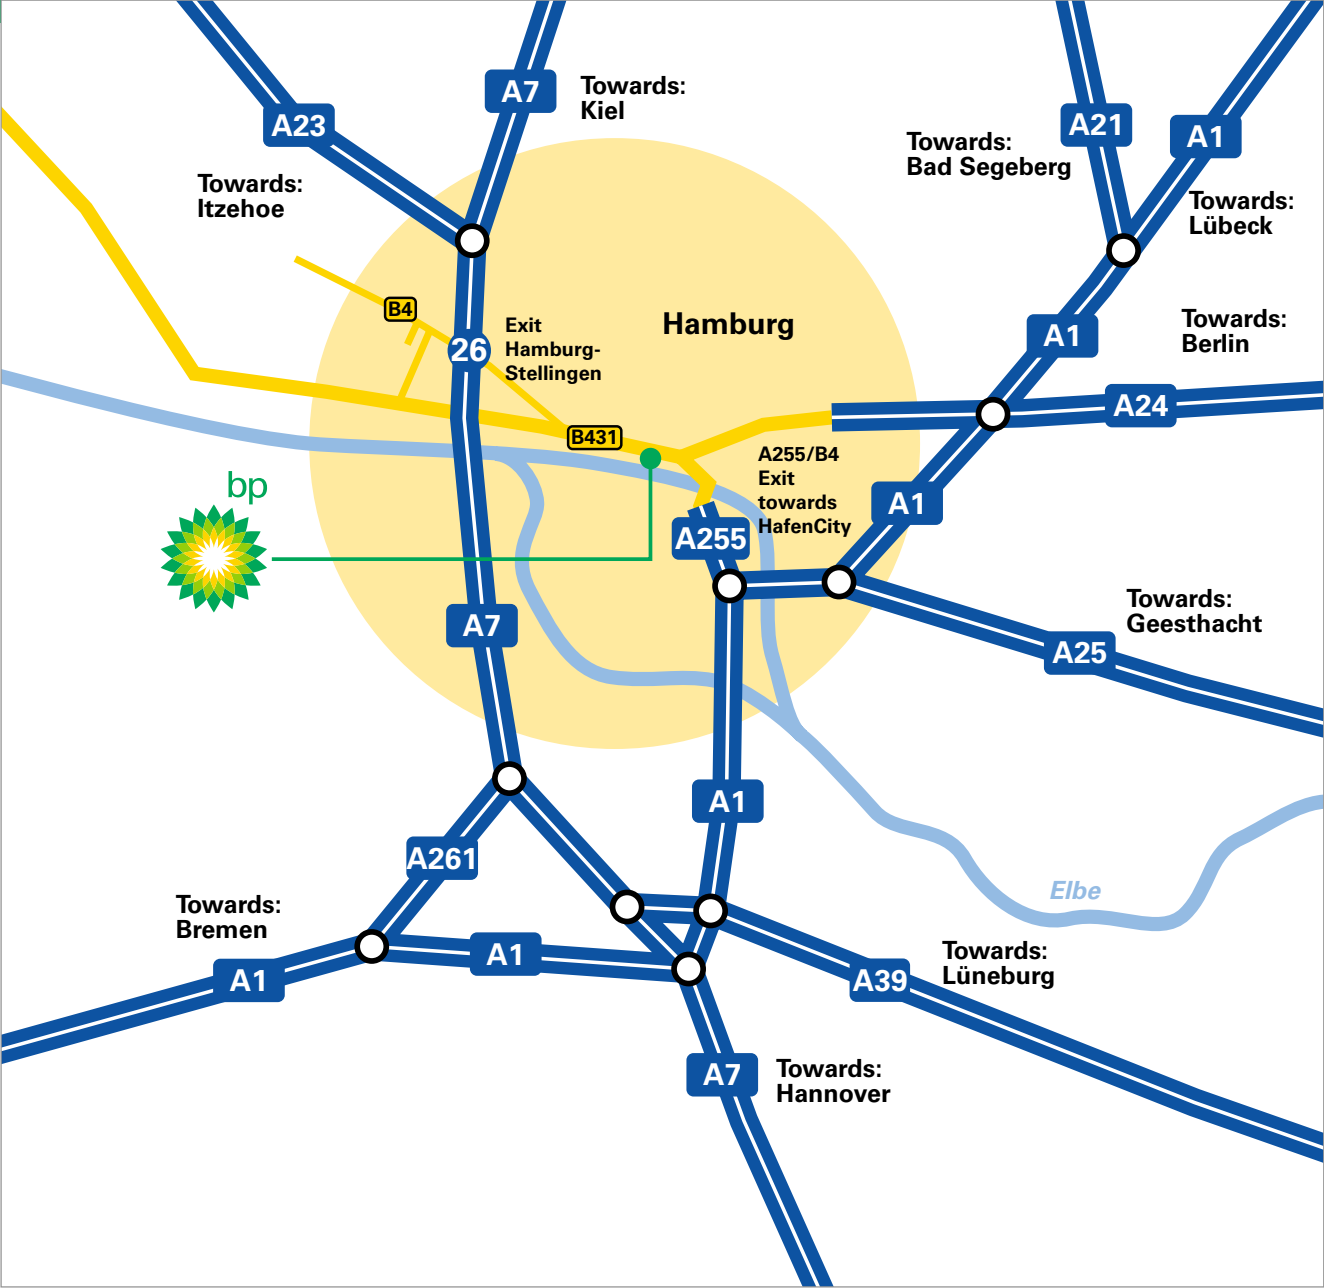 A7
Towards:
Kiel
A23
A21
A1
Towards:
Bad Segeberg
Towards:
Itzehoe
Towards:
Lübeck
B4
Exit
Hamburg-
Stellingen
26
Hamburg
A1
Towards:
Berlin
A24
B431
A255/B4
Exit
towards
HafenCity
bp
A1
A255
Towards:
Geesthacht
A7
A25
A1
A261
Elbe
Towards:
Bremen
A1
A1
Towards:
Lüneburg
A39
A7
Towards:
Hannover